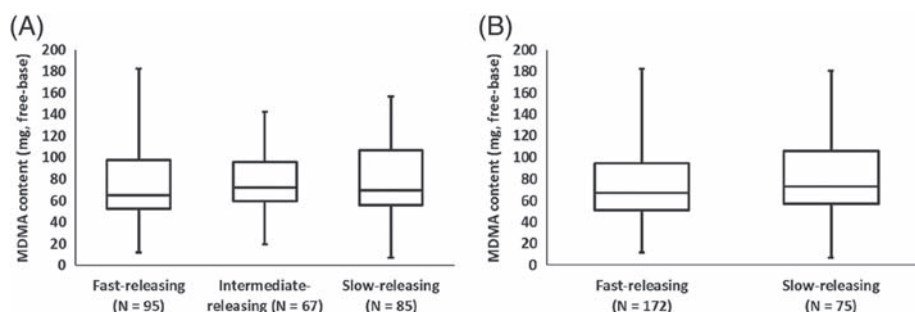 (A)
MDMA content (mg, free-base)
200
180
160
140
120
100
80
60
40
20
0
Fast-releasing
(N = 95)
Intermediate-
releasing (N = 67)
Slow-releasing
(N = 85)
(B)
MDMA content (mg, free-base)
200
180
160
140
120
100
80
60
40
20
0
Fast-releasing
(N = 172)
Slow-releasing
(N = 75)